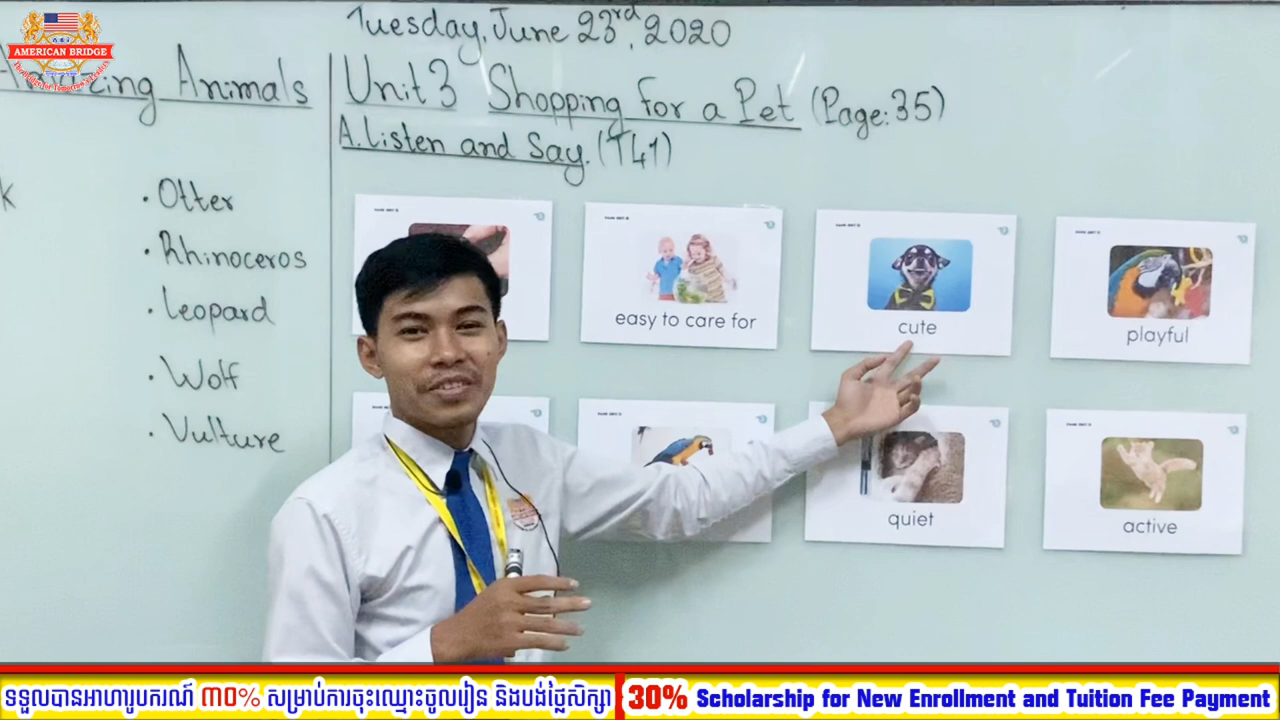 AMERICAN BRIDGE
Tuesday, June 23rd, 2020
Amazing Animals
Unit 3 Shopping for a Pet (Page: 35)
A. Listen and Say. (T41)
k
• Otter
• Rhinoceros
• Leopard
• Wolf
• Vulture
easy to care for
cute
playful
quiet
active
ទទួលបានអាហារូបករណ៍ ៣០% សម្រាប់ការចុះឈ្មោះចូលរៀន និងបង់ថ្លៃសិក្សា
30% Scholarship for New Enrollment and Tuition Fee Payment